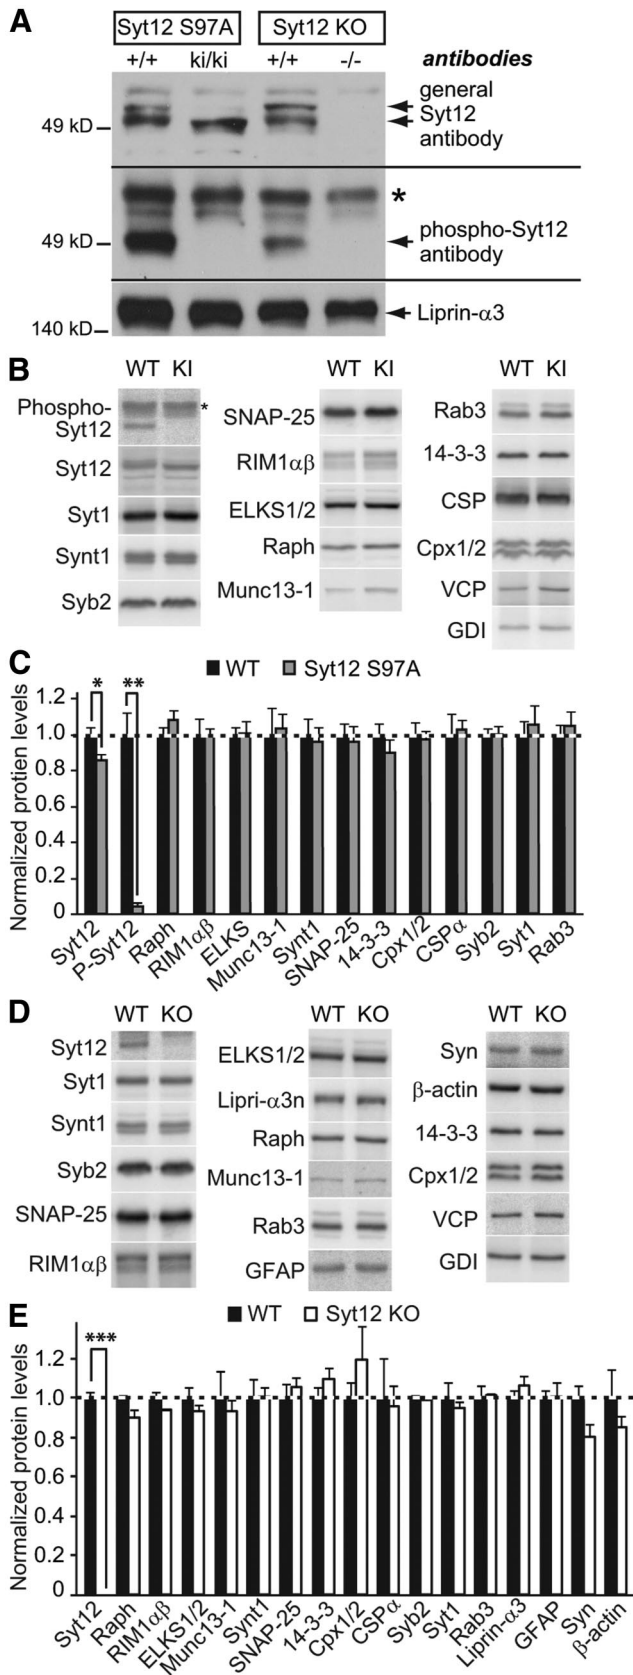 A
Syt12 S97A Syt12 KO
+/+ ki/ki +/+ -/- antibodies
general
Syt12
antibody
49 kD
*
49 kD
phospho-Syt12
antibody
Liprin-α3
140 kD
B
WT KI
Phospho-
Syt12
*
Syt12
Syt1
Synt1
Syb2
WT KI
SNAP-25
RIM1αβ
ELKS1/2
Raph
Munc13-1
WT KI
Rab3
14-3-3
CSP
Cpx1/2
VCP
GDI
C
WT Syt12 S97A
Normalized protien levels
1.2
1.0
0.8
0.6
0.4
0.2
0
* **
Syt12 P-Syt12 Raph RIM1αβ ELKS Munc13-1 Synt1 SNAP-25 14-3-3 Cpx1/2 CSPα Syb2 Syt1 Rab3
D
WT KO
Syt12
Syt1
Synt1
Syb2
SNAP-25
RIM1αβ
WT KO
ELKS1/2
Lipri-α3n
Raph
Munc13-1
Rab3
GFAP
WT KO
Syn
β-actin
14-3-3
Cpx1/2
VCP
GDI
E
WT Syt12 KO
Normalized protein levels
1.2
1.0
0.8
0.6
0.4
0.2
0
***
Syt12 Raph RIM1αβ ELKS1/2 Munc13-1 Synt1 SNAP-25 14-3-3 Cpx1/2 CSPα Syb2 Syt1 Rab3 Liprin-α3 GFAP Syn β-actin